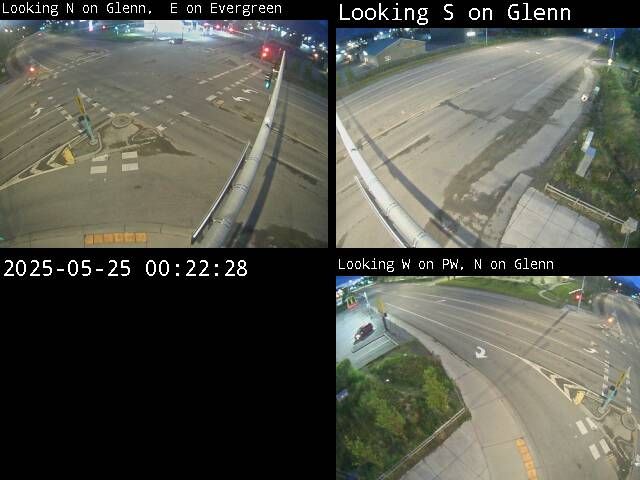 Looking N on Glenn,  E on Evergreen
Looking S on Glenn
2025-05-25 00:22:28
Looking W on PW, N on Glenn